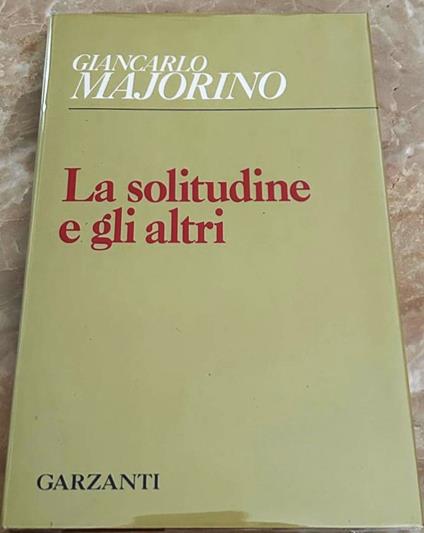 GIANCARLO
MAJORINO
La solitudine
e gli altri
GARZANTI